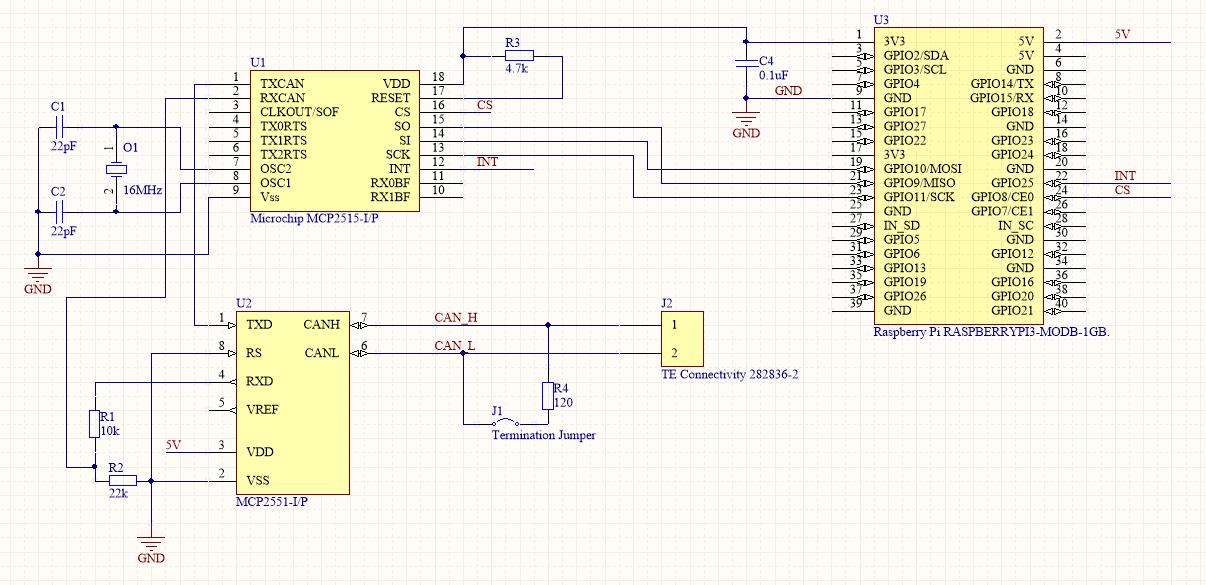 U1
1 TXCAN VDD 18
2 RXCAN RESET 17
3 CLKOUT/SOF CS 16 CS
4 TX0RTS SO 15
5 TX1RTS SI 14
6 TX2RTS SCK 13
7 OSC2 INT 12 INT
8 OSC1 RX0BF 11
9 Vss RX1BF 10
Microchip MCP2515-I/P
C1
22pF
C2
22pF
1
O1
2
16MHz
GND
R3
4.7k
C4
0.1uF
GND
GND
U3
1 3V3 5V 2 5V
3 GPIO2/SDA 5V 4
5 GPIO3/SCL GND 6
7 GPIO4 GPIO14/TX 8
9 GND GPIO15/RX 10
11 GPIO17 GPIO18 12
13 GPIO27 GND 14
15 GPIO22 GPIO23 16
17 3V3 GPIO24 18
19 GPIO10/MOSI GND 20
21 GPIO9/MISO GPIO25 22 INT
23 GPIO11/SCK GPIO8/CE0 24 CS
25 GND GPIO7/CE1 26
27 IN_SD IN_SC 28
29 GPIO5 GND 30
31 GPIO6 GPIO12 32
33 GPIO13 GND 34
35 GPIO19 GPIO16 36
37 GPIO26 GPIO20 38
39 GND GPIO21 40
Raspberry Pi RASPBERRYPI3-MODB-1GB.
U2
1 TXD CANH 7 CAN_H
8 RS CANL 6 CAN_L
4 RXD
5 VREF
5V 3 VDD
2 VSS
MCP2551-I/P
R1
10k
R2
22k
GND
J2
1
2
TE Connectivity 282836-2
R4
120
J1
Termination Jumper